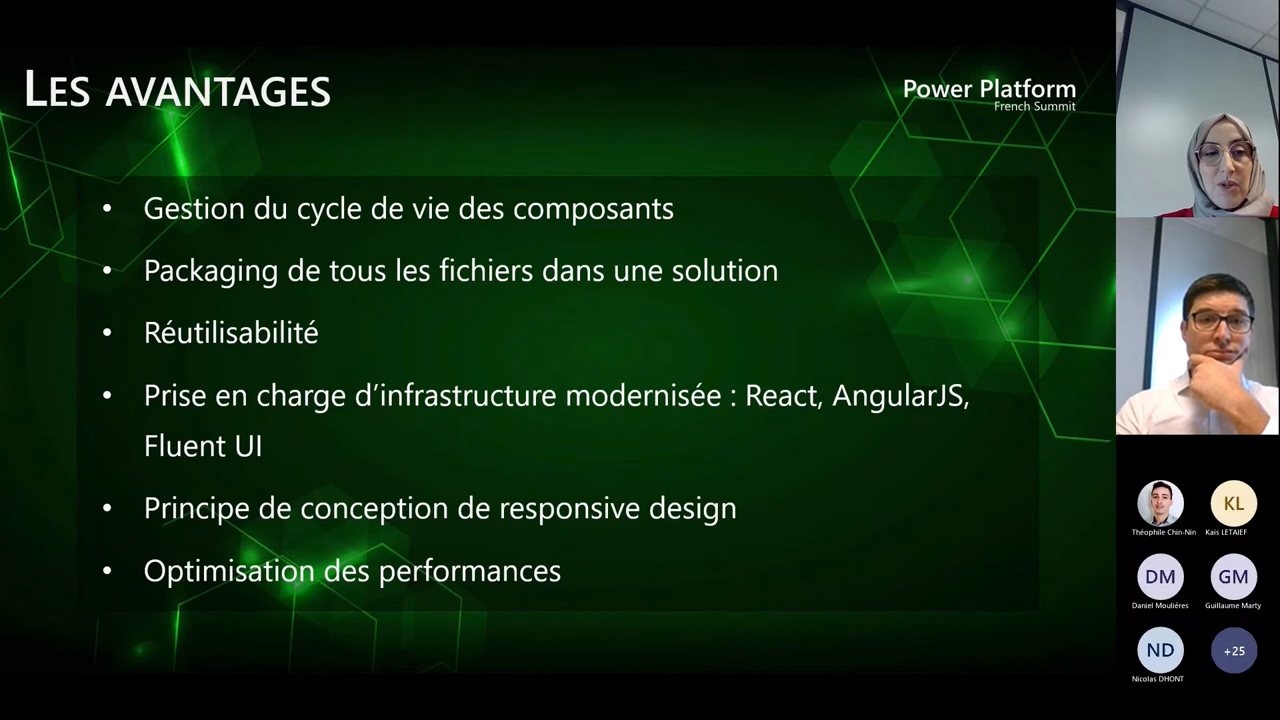 LES AVANTAGES
Power Platform
French Summit
• Gestion du cycle de vie des composants
• Packaging de tous les fichiers dans une solution
• Réutilisabilité
• Prise en charge d’infrastructure modernisée : React, AngularJS,
Fluent UI
• Principe de conception de responsive design
• Optimisation des performances
Théophile Chin-Nin
KL
Kais LETAIEF
DM
Daniel Moulières
GM
Guillaume Marty
ND
Nicolas DHONT
+25